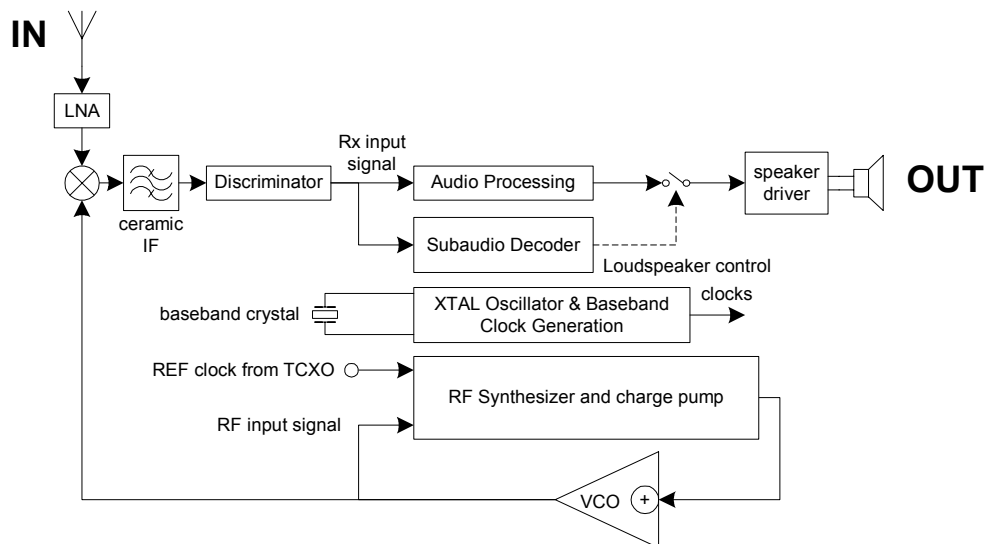 IN
LNA
Rx input
signal
Discriminator
Audio Processing
speaker
driver
OUT
ceramic
IF
Subaudio Decoder
Loudspeaker control
baseband crystal
XTAL Oscillator & Baseband
Clock Generation
clocks
REF clock from TCXO
RF Synthesizer and charge pump
RF input signal
VCO
+